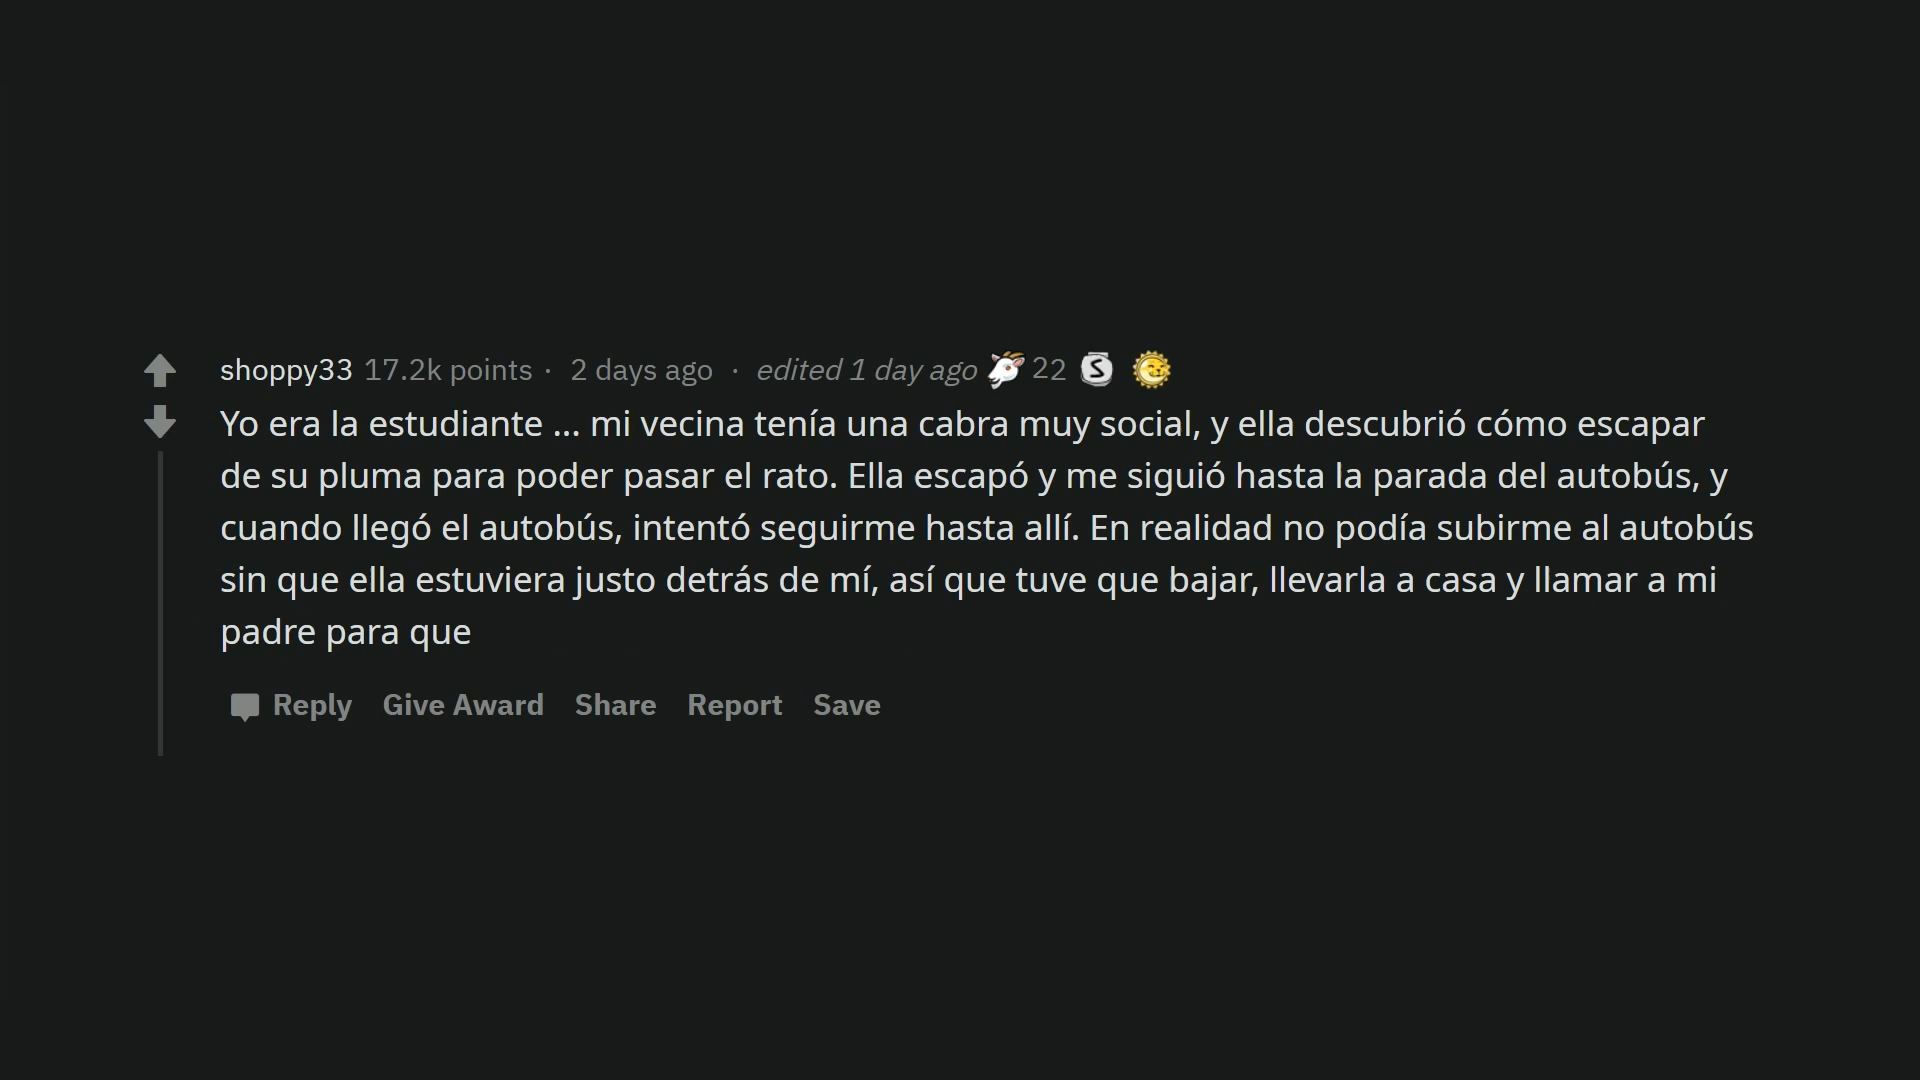 shoppy33 17.2k points · 2 days ago · edited 1 day ago 22 S
Yo era la estudiante ... mi vecina tenía una cabra muy social, y ella descubrió cómo escapar
de su pluma para poder pasar el rato. Ella escapó y me siguió hasta la parada del autobús, y
cuando llegó el autobús, intentó seguirme hasta allí. En realidad no podía subirme al autobús
sin que ella estuviera justo detrás de mí, así que tuve que bajar, llevarla a casa y llamar a mi
padre para que
Reply Give Award Share Report Save